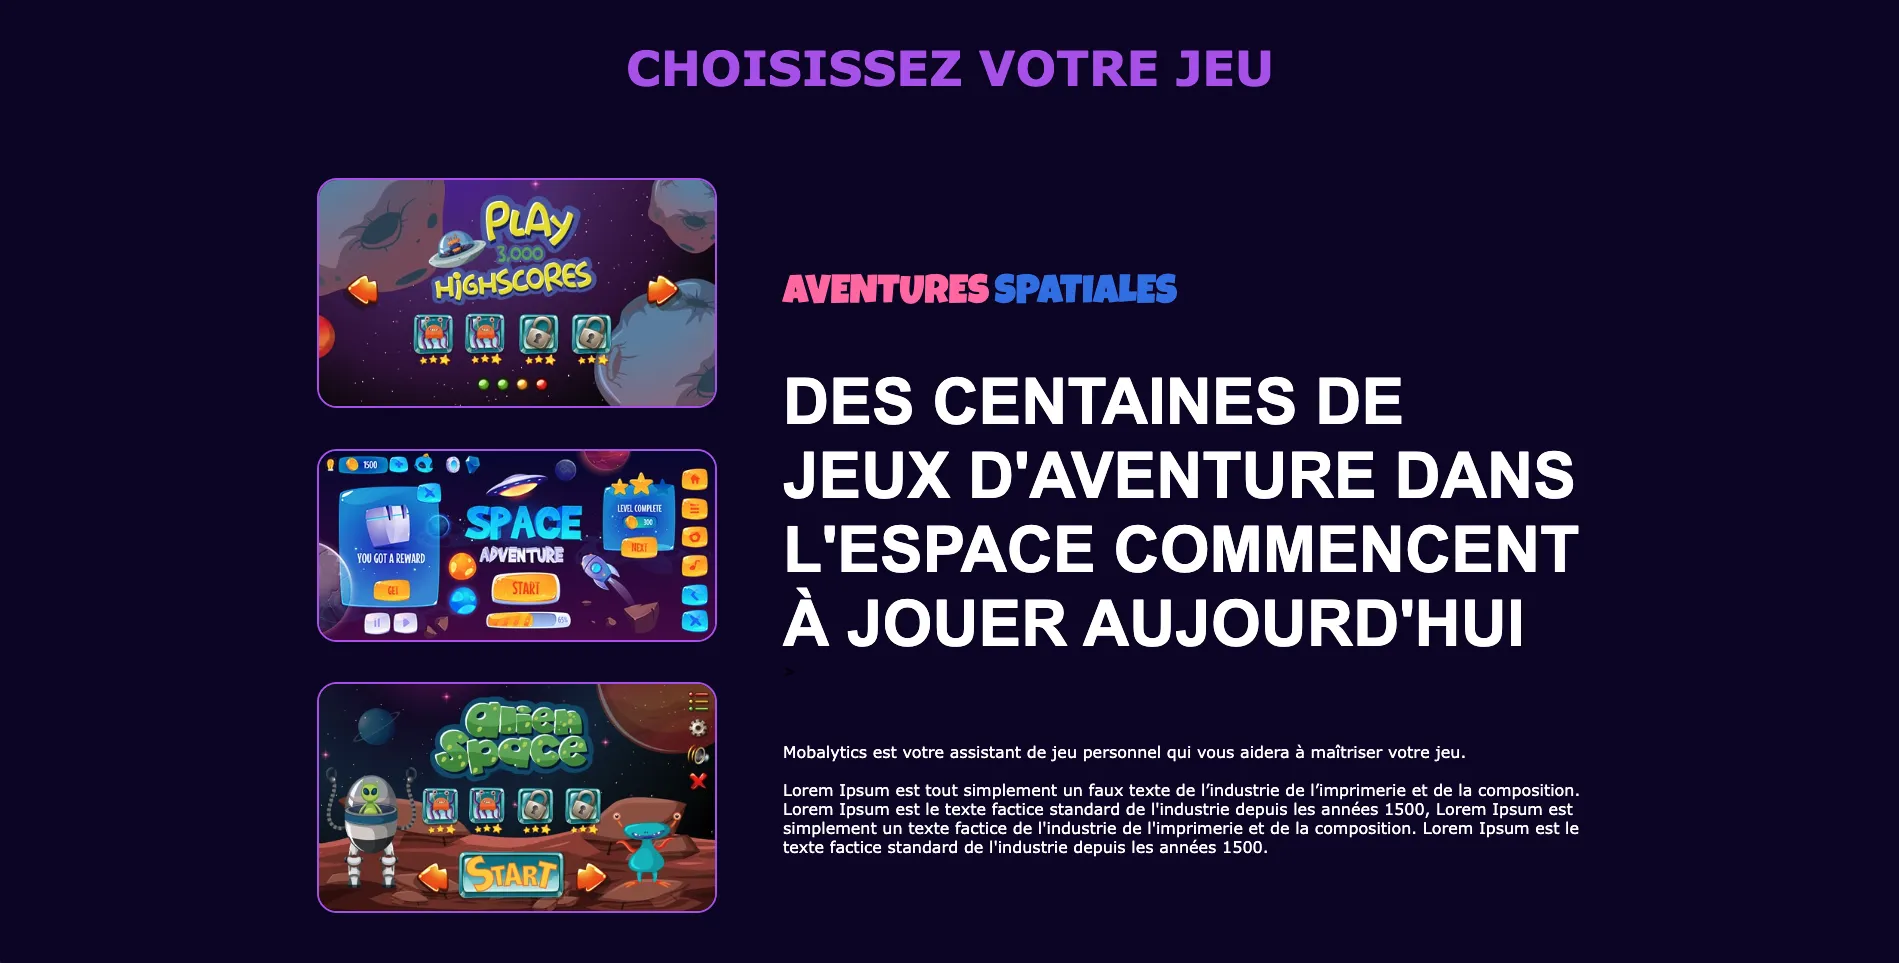 CHOISISSEZ VOTRE JEU
PLAY
3,000
HIGHSCORES
1500
YOU GOT A REWARD
GET
SPACE
ADVENTURE
START
65%
LEVEL COMPLETE
300
NEXT
alien
Space
START
AVENTURES SPATIALES
DES CENTAINES DE
JEUX D'AVENTURE DANS
L'ESPACE COMMENCENT
À JOUER AUJOURD'HUI
Mobalytics est votre assistant de jeu personnel qui vous aidera à maîtriser votre jeu.
Lorem Ipsum est tout simplement un faux texte de l’industrie de l’imprimerie et de la composition.
Lorem Ipsum est le texte factice standard de l'industrie depuis les années 1500, Lorem Ipsum est
simplement un texte factice de l'industrie de l'imprimerie et de la composition. Lorem Ipsum est le
texte factice standard de l'industrie depuis les années 1500.